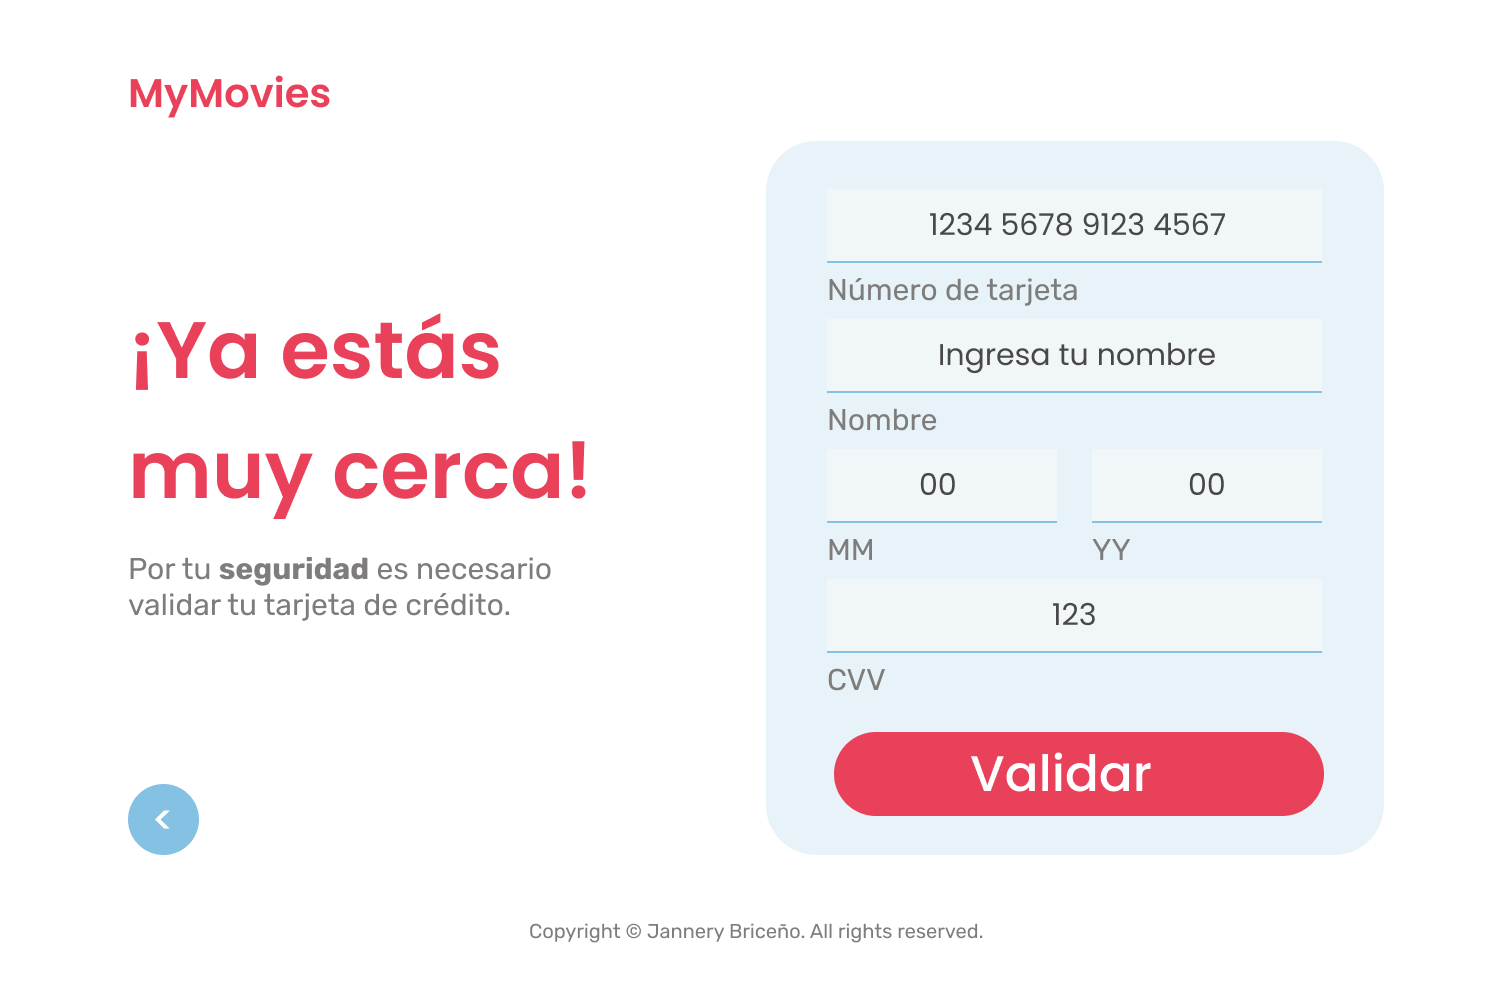 MyMovies
¡Ya estás
muy cerca!
Por tu seguridad es necesario
validar tu tarjeta de crédito.
<
1234 5678 9123 4567
Número de tarjeta
Ingresa tu nombre
Nombre
00 00
MM YY
123
CVV
Validar
Copyright © Jannery Briceño. All rights reserved.